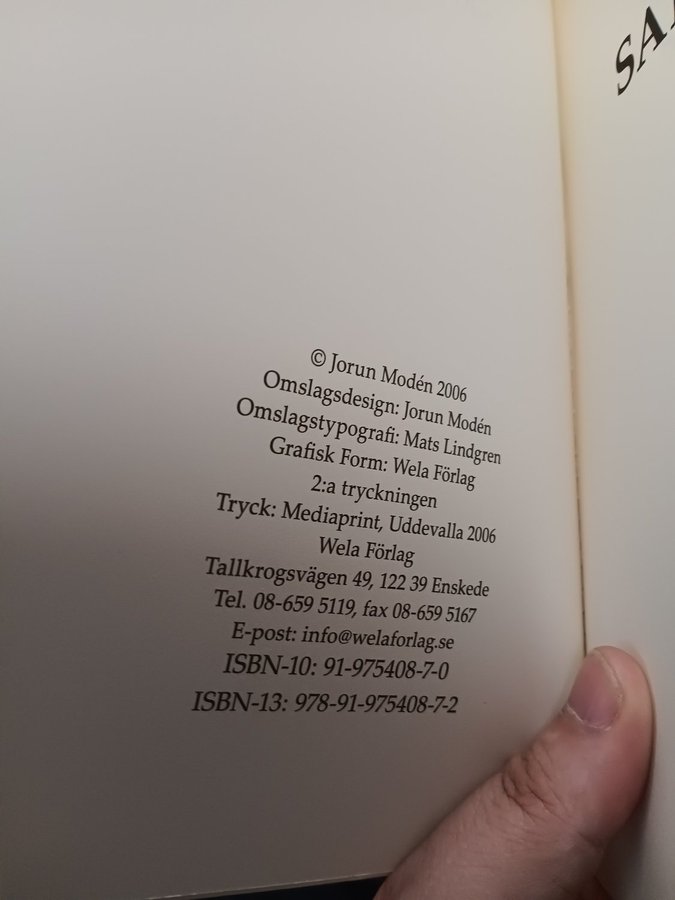 © Jorun Modén 2006
Omslagsdesign: Jorun Modén
Omslagstypografi: Mats Lindgren
Grafisk Form: Wela Förlag
2:a tryckningen
Tryck: Mediaprint, Uddevalla 2006
Wela Förlag
Tallkrogsvägen 49, 122 39 Enskede
Tel. 08-659 5119, fax 08-659 5167
E-post: info@welaforlag.se
ISBN-10: 91-975408-7-0
ISBN-13: 978-91-975408-7-2